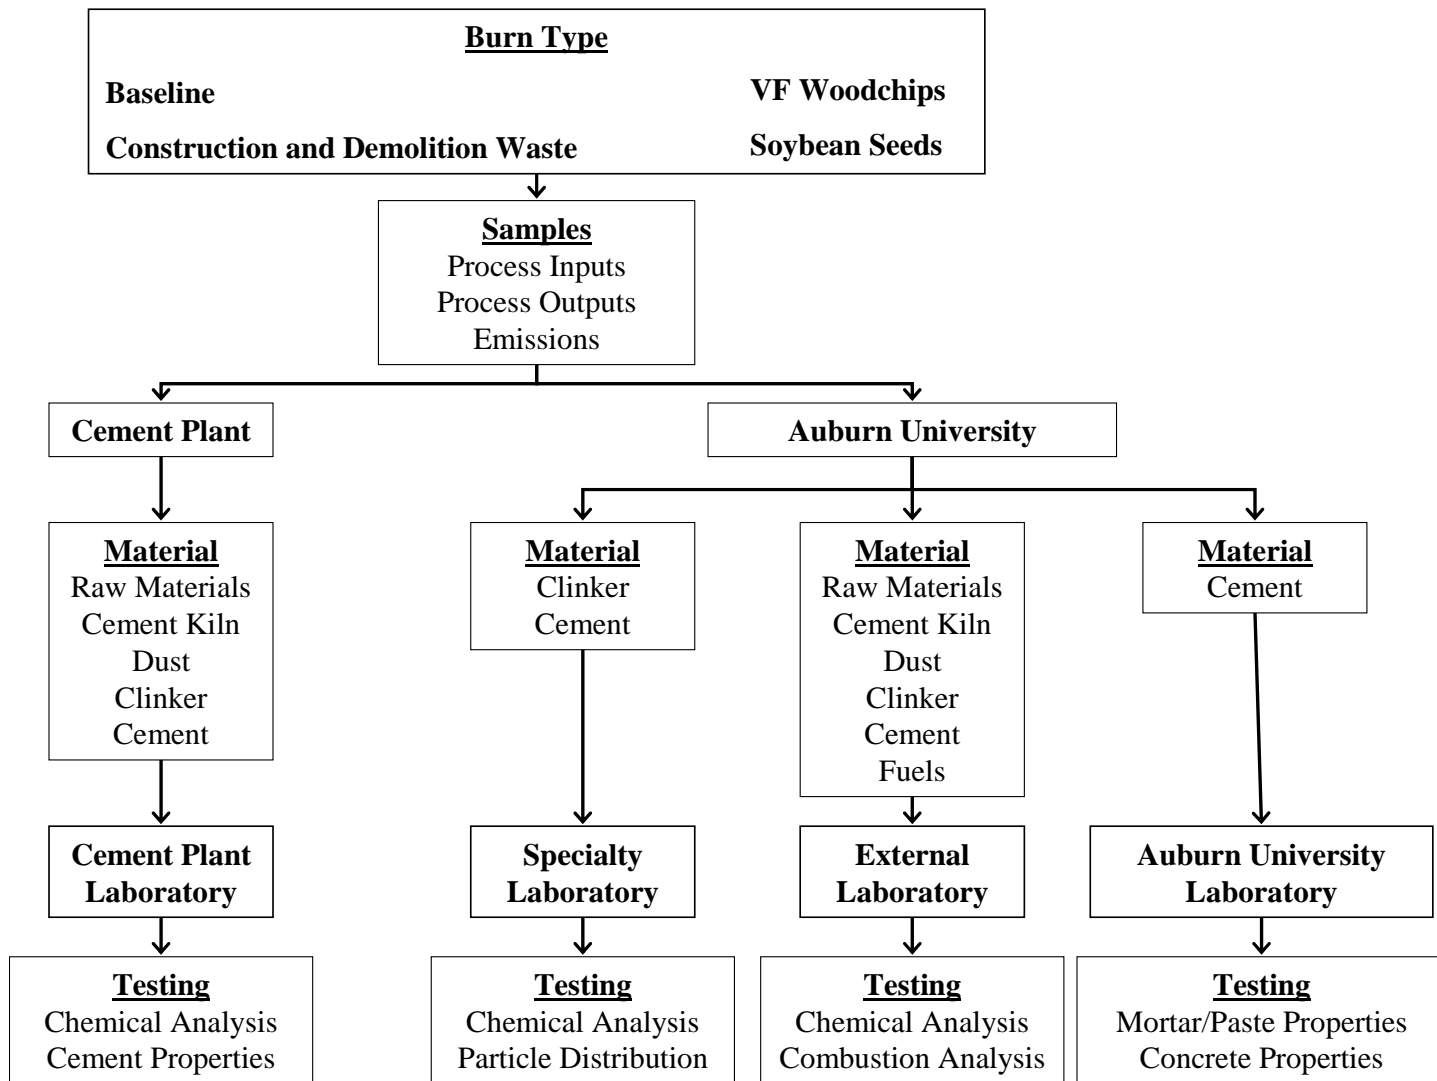 Burn Type
Baseline
VF Woodchips
Construction and Demolition Waste
Soybean Seeds
Samples
Process Inputs
Process Outputs
Emissions
Cement Plant
Auburn University
Material
Raw Materials
Cement Kiln
Dust
Clinker
Cement
Material
Clinker
Cement
Material
Raw Materials
Cement Kiln
Dust
Clinker
Cement
Fuels
Material
Cement
Cement Plant
Laboratory
Specialty
Laboratory
External
Laboratory
Auburn University
Laboratory
Testing
Chemical Analysis
Cement Properties
Testing
Chemical Analysis
Particle Distribution
Testing
Chemical Analysis
Combustion Analysis
Testing
Mortar/Paste Properties
Concrete Properties